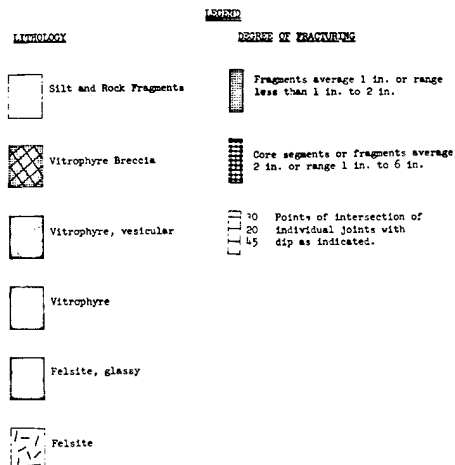 LEGEND
LITHOLOGY
DEGREE OF FRACTURING
Silt and Rock Fragments
Fragments average 1 in. or range
less than 1 in. to 2 in.
Vitrophyre Breccia
Core segments or fragments average
2 in. or range 1 in. to 6 in.
Vitrophyre, vesicular
30
20
45
Points of intersection of
individual joints with
dip as indicated.
Vitrophyre
Felsite, glassy
Felsite